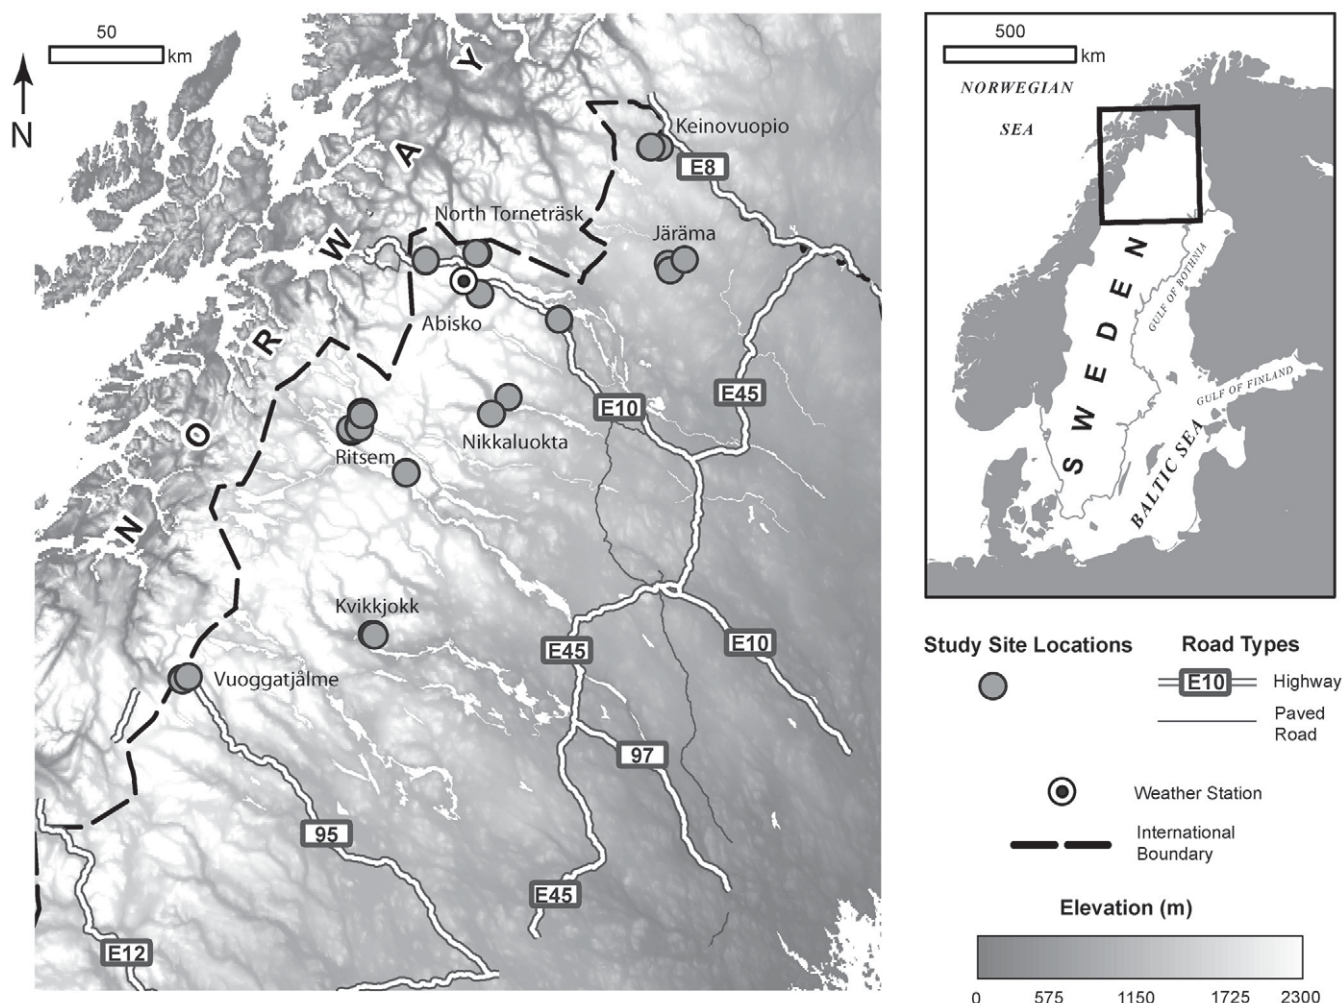 50
km
N
NORWAY
Keinovuopio
E8
North Torneträsk
Järäma
Abisko
E10
E45
Nikkaluokta
Ritsem
Kvikkjokk
E45
E10
Vuoggatjålme
97
95
E45
E12
500
km
NORWEGIAN
SEA
SWEDEN
GULF OF BOTHNIA
GULF OF FINLAND
BALTIC SEA
Study Site Locations
Road Types
E10
Highway
Paved
Road
Weather Station
International
Boundary
Elevation (m)
0 575 1150 1725 2300